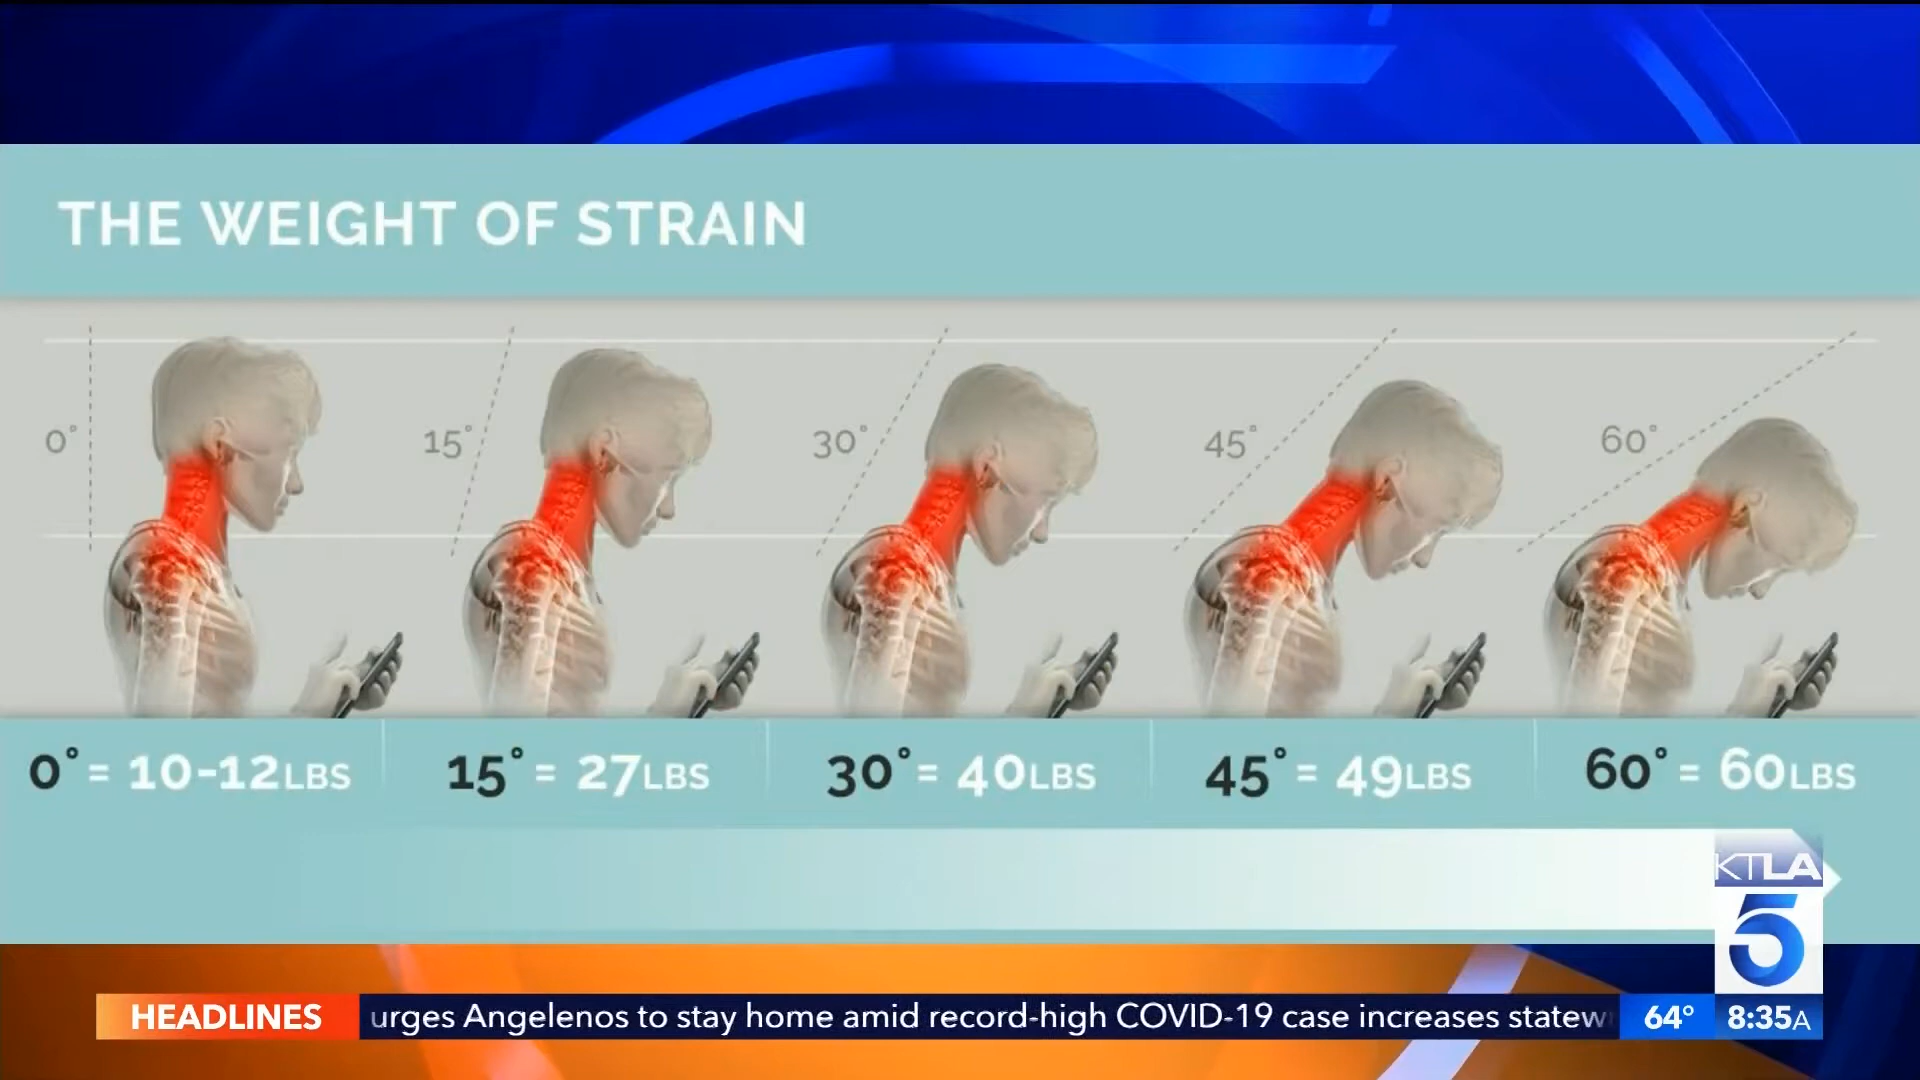 THE WEIGHT OF STRAIN
0° 15° 30° 45° 60°
0° = 10-12LBS 15° = 27LBS 30° = 40LBS 45° = 49LBS 60° = 60LBS
KTLA
5
HEADLINES urges Angelenos to stay home amid record-high COVID-19 case increases statew 64° 8:35A